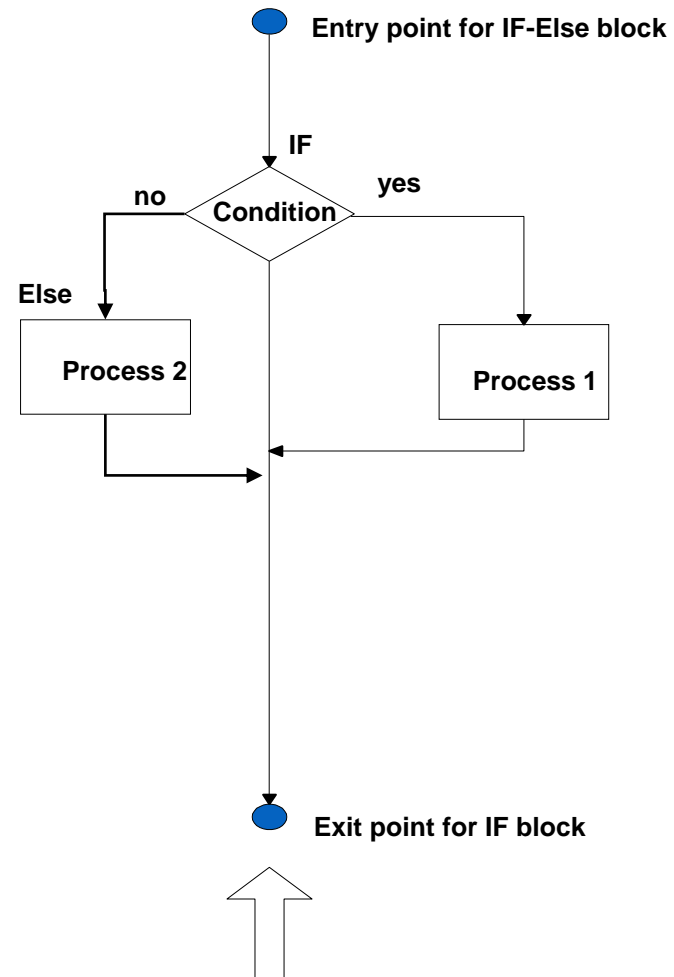 Entry point for IF-Else block
IF
no
yes
Condition
Else
Process 2
Process 1
Exit point for IF block